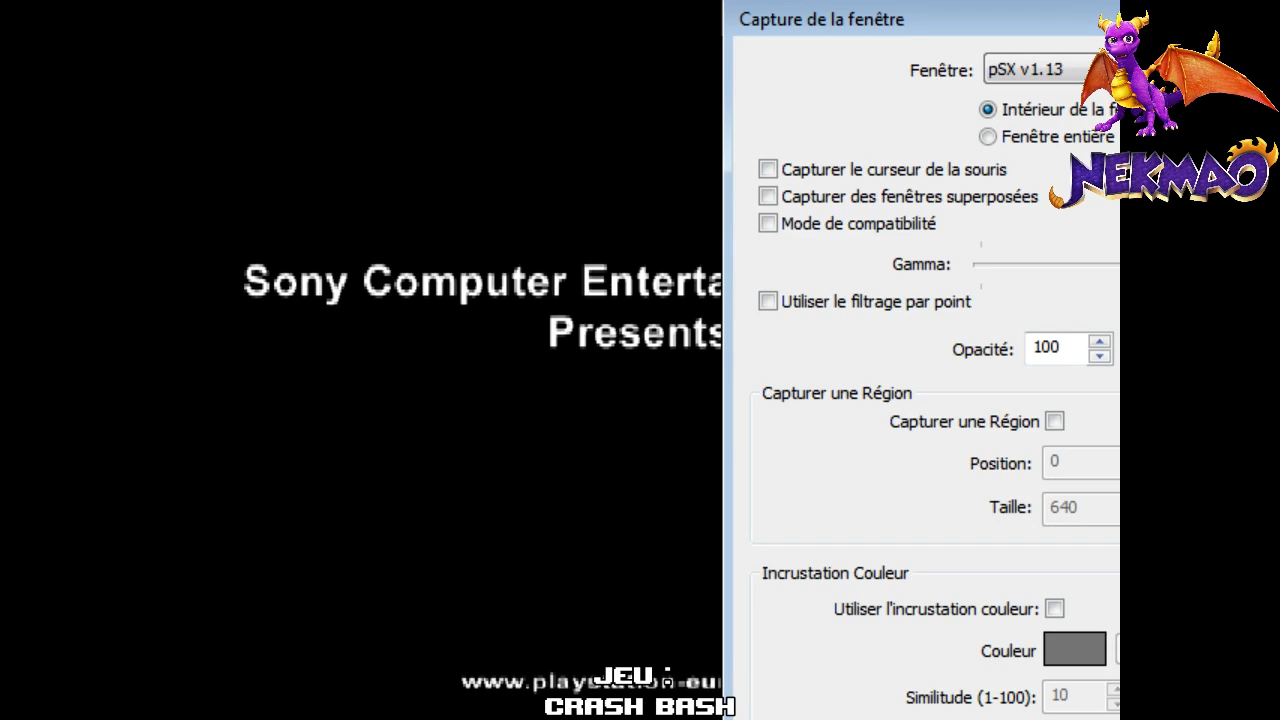 Capture de la fenêtre
Fenêtre: pSX v1.13
Intérieur de la f
Fenêtre entière
NEKMAO
Capturer le curseur de la souris
Capturer des fenêtres superposées
Mode de compatibilité
Gamma:
Sony Computer Enterta
Presents
Utiliser le filtrage par point
Opacité: 100
Capturer une Région
Capturer une Région
Position: 0
Taille: 640
Incrustation Couleur
Utiliser l'incrustation couleur:
Couleur
Similitude (1-100): 10
www.playstation-eu
JEU :
CRASH BASH